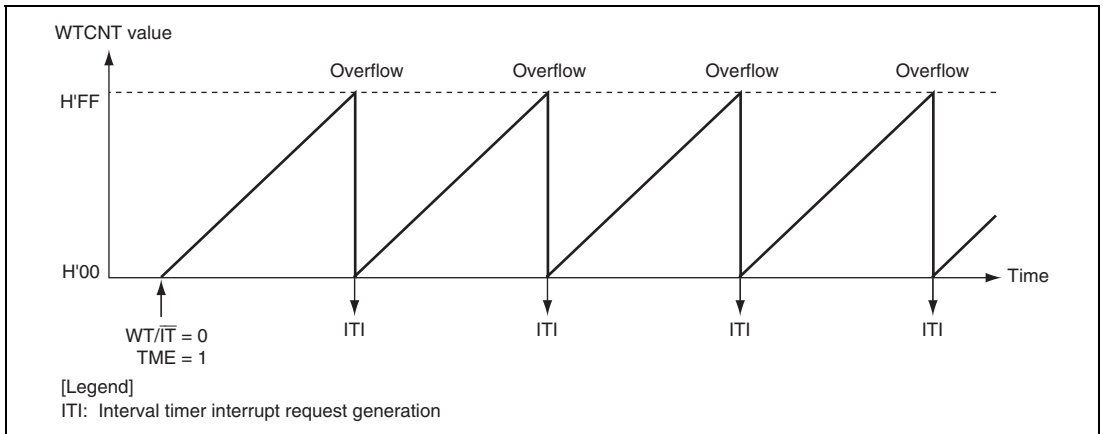 WTCNT value
Overflow Overflow Overflow Overflow
H'FF
H'00
Time
WT/I̅T̅ = 0
TME = 1
ITI ITI ITI ITI
[Legend]
ITI: Interval timer interrupt request generation